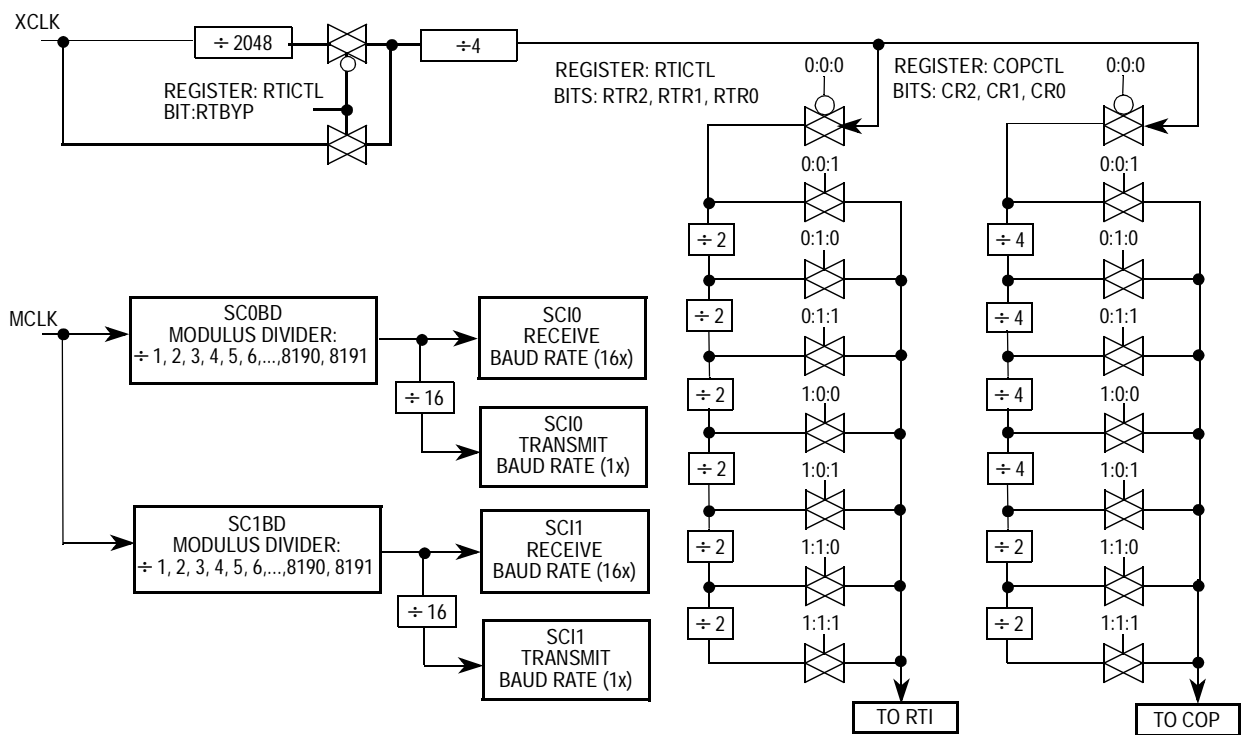 XCLK
÷ 2048
÷4
REGISTER: RTICTL
BIT:RTBYP
REGISTER: RTICTL
BITS: RTR2, RTR1, RTR0
0:0:0
REGISTER: COPCTL
BITS: CR2, CR1, CR0
0:0:0
0:0:1
÷ 2
0:1:0
÷ 2
0:1:1
÷ 2
1:0:0
÷ 2
1:0:1
÷ 2
1:1:0
÷ 2
1:1:1
TO RTI
0:0:1
÷ 4
0:1:0
÷ 4
0:1:1
÷ 4
1:0:0
÷ 4
1:0:1
÷ 2
1:1:0
÷ 2
1:1:1
TO COP
MCLK
SC0BD
MODULUS DIVIDER:
÷ 1, 2, 3, 4, 5, 6,...,8190, 8191
SCI0
RECEIVE
BAUD RATE (16x)
÷ 16
SCI0
TRANSMIT
BAUD RATE (1x)
SC1BD
MODULUS DIVIDER:
÷ 1, 2, 3, 4, 5, 6,...,8190, 8191
SCI1
RECEIVE
BAUD RATE (16x)
÷ 16
SCI1
TRANSMIT
BAUD RATE (1x)